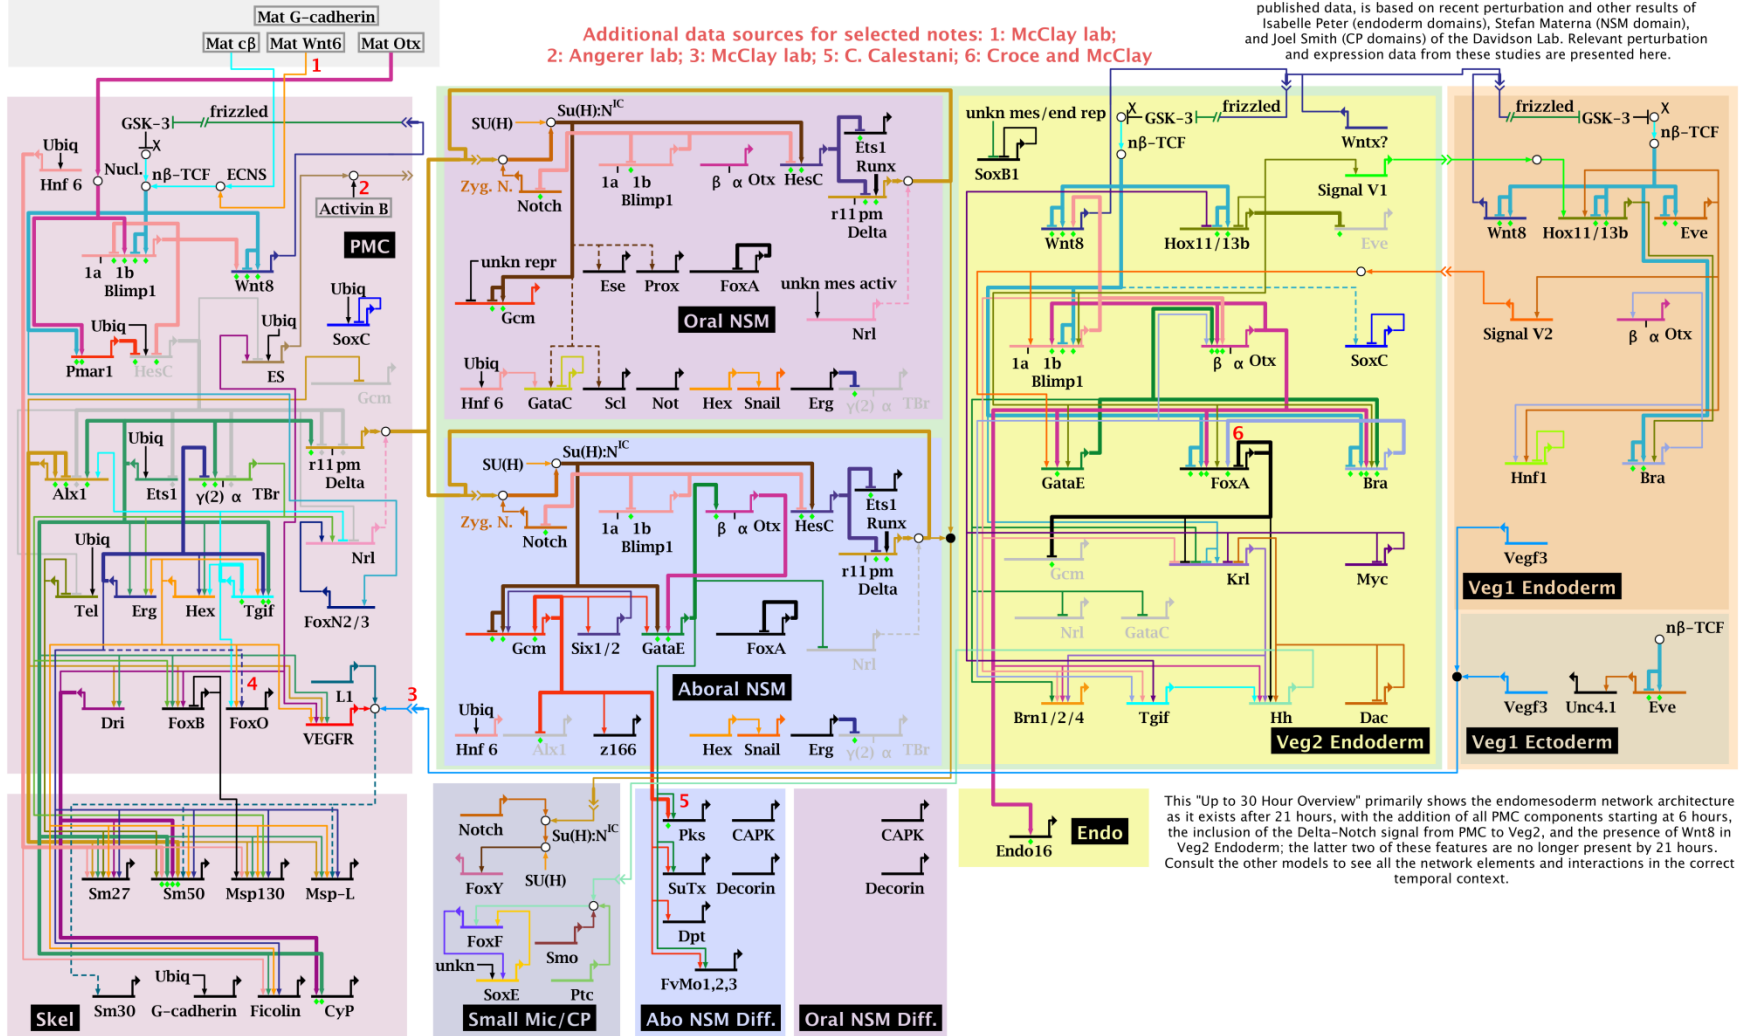 Mat G-cadherin
Mat cβ
Mat Wnt6
Mat Otx
1
Additional data sources for selected notes: 1: McClay lab;
2: Angerer lab; 3: McClay lab; 5: C. Calestani; 6: Croce and McClay
published data, is based on recent perturbation and other results of
Isabelle Peter (endoderm domains), Stefan Materna (NSM domain),
and Joel Smith (CP domains) of the Davidson Lab. Relevant perturbation
and expression data from these studies are presented here.
frizzled
GSK-3
X
Ubiq
Hnf 6
Nucl.
nβ-TCF
ECNS
2
Activin B
PMC
1a
1b
Blimp1
Wnt8
Ubiq
Ubiq
Ubiq
SoxC
Pmar1
HesC
ES
Gcm
Ubiq
r11 pm
Delta
Alx1
Ets1
γ(2)
α
TBr
Ubiq
Nrl
Tel
Erg
Hex
Tgif
FoxN2/3
L1
4
3
Dri
FoxB
FoxO
VEGFR
Sm27
Sm50
Msp130
Msp-L
Ubiq
Sm30
G-cadherin
Ficolin
CyP
Skel
SU(H)
Su(H):N^IC
Zyg. N.
Notch
1a
1b
Blimp1
β
α
Otx
HesC
Ets1
Runx
r11 pm
Delta
unkn repr
Gcm
Ese
Prox
FoxA
unkn mes activ
Nrl
Oral NSM
Ubiq
Hnf 6
GataC
Scl
Not
Hex
Snail
Erg
γ(2)
α
TBr
SU(H)
Su(H):N^IC
Zyg. N.
Notch
1a
1b
Blimp1
β
α
Otx
HesC
Ets1
Runx
r11 pm
Delta
Gcm
Six1/2
GataE
FoxA
Nrl
Aboral NSM
Ubiq
Hnf 6
Alx1
z166
Hex
Snail
Erg
γ(2)
α
TBr
unkn mes/end rep
SoxB1
X
GSK-3
frizzled
nβ-TCF
Wntx?
Signal V1
Wnt8
Hox11/13b
Eve
1a
1b
Blimp1
β
α
Otx
SoxC
6
GataE
FoxA
Bra
Gcm
Krl
Myc
Nrl
GataC
Brn1/2/4
Tgif
Hh
Dac
Veg2 Endoderm
frizzled
GSK-3
X
nβ-TCF
Wnt8
Hox11/13b
Eve
Signal V2
β
α
Otx
Hnf1
Bra
Vegf3
Veg1 Endoderm
nβ-TCF
Vegf3
Unc4.1
Eve
Veg1 Ectoderm
Notch
Su(H):N^IC
FoxY
SU(H)
FoxF
Smo
unkn
SoxE
Ptc
Small Mic/CP
5
Pks
CAPK
SuTx
Decorin
Dpt
FvMo1,2,3
Abo NSM Diff.
CAPK
Decorin
Oral NSM Diff.
Endo16
Endo
This "Up to 30 Hour Overview" primarily shows the endomesoderm network architecture
as it exists after 21 hours, with the addition of all PMC components starting at 6 hours,
the inclusion of the Delta-Notch signal from PMC to Veg2, and the presence of Wnt8 in
Veg2 Endoderm; the latter two of these features are no longer present by 21 hours.
Consult the other models to see all the network elements and interactions in the correct
temporal context.